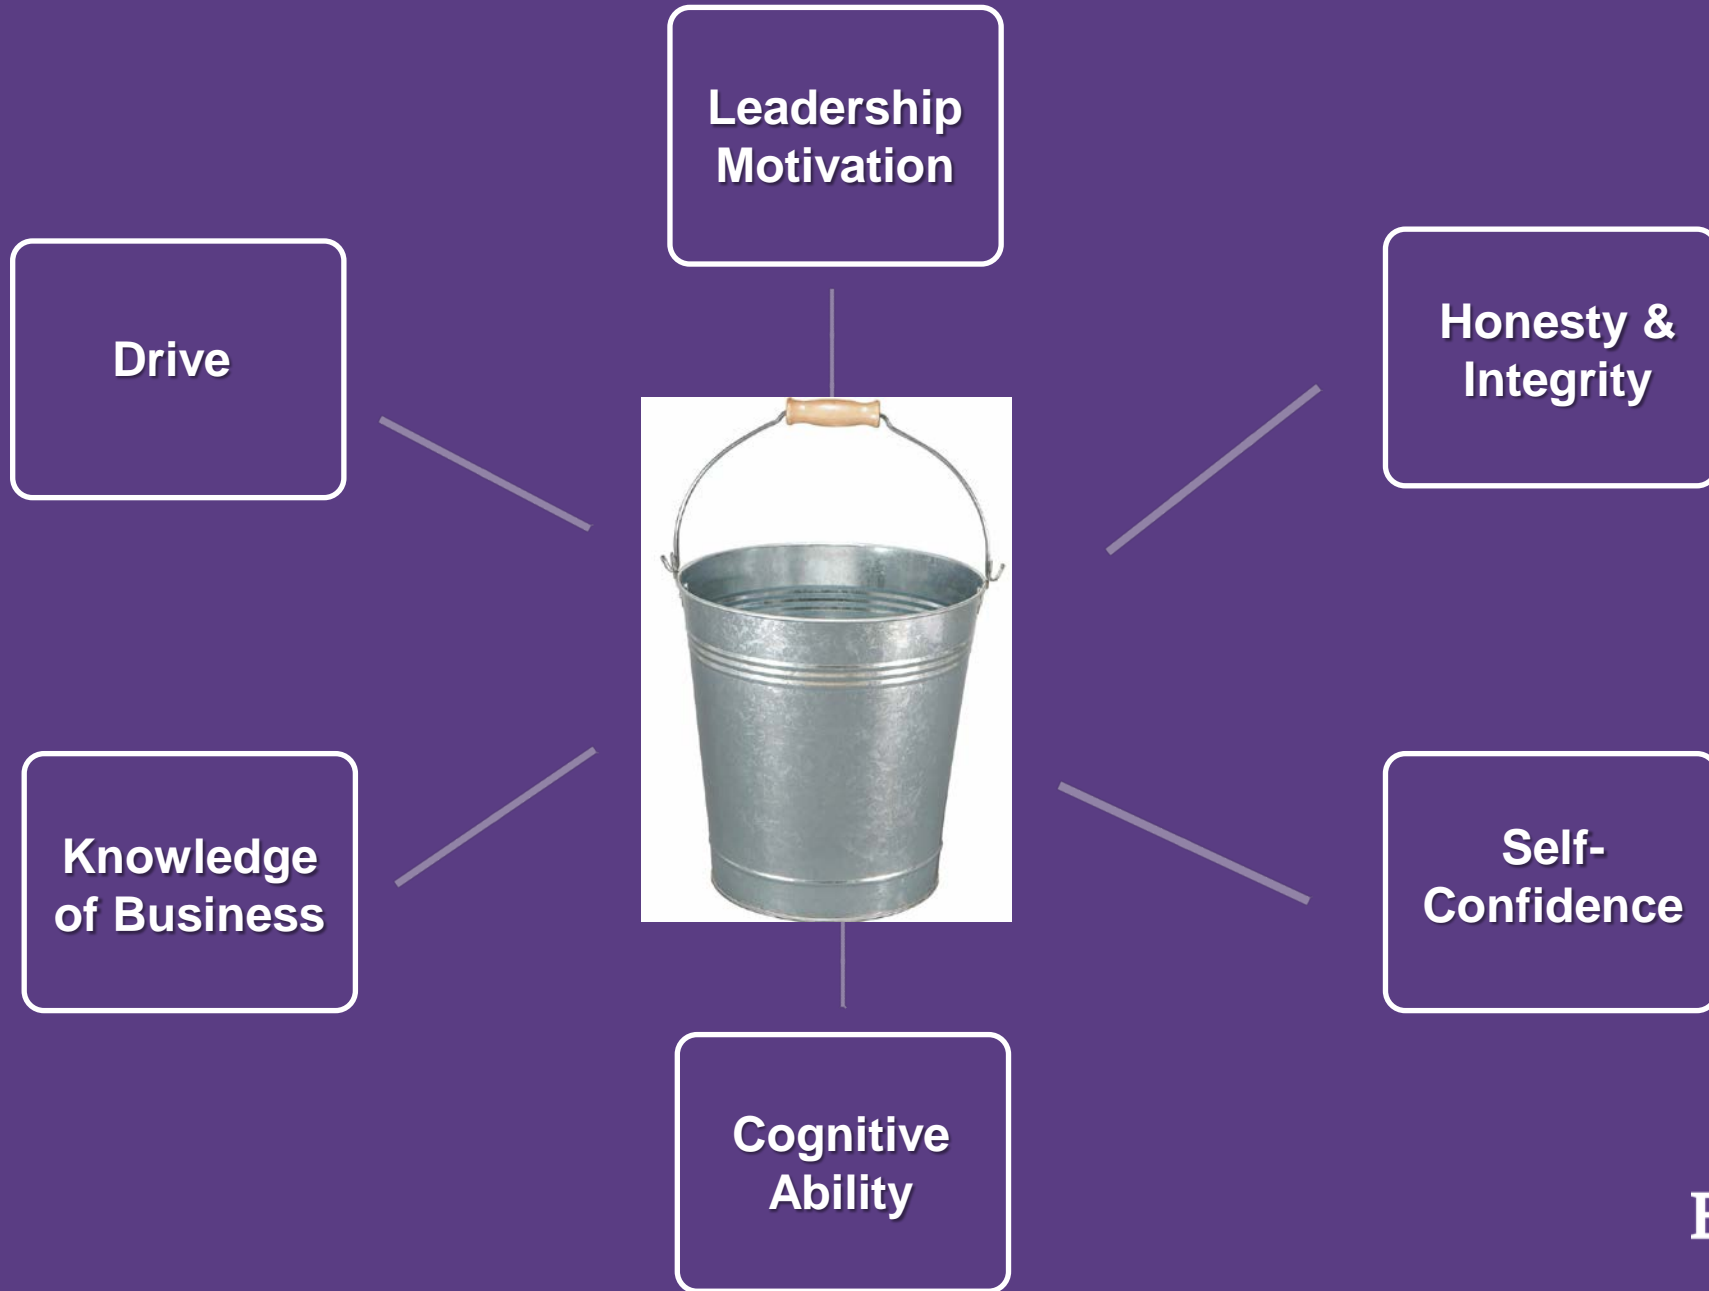 Leadership
Motivation
Drive
Honesty &
Integrity
Knowledge
of Business
Self-
Confidence
Cognitive
Ability